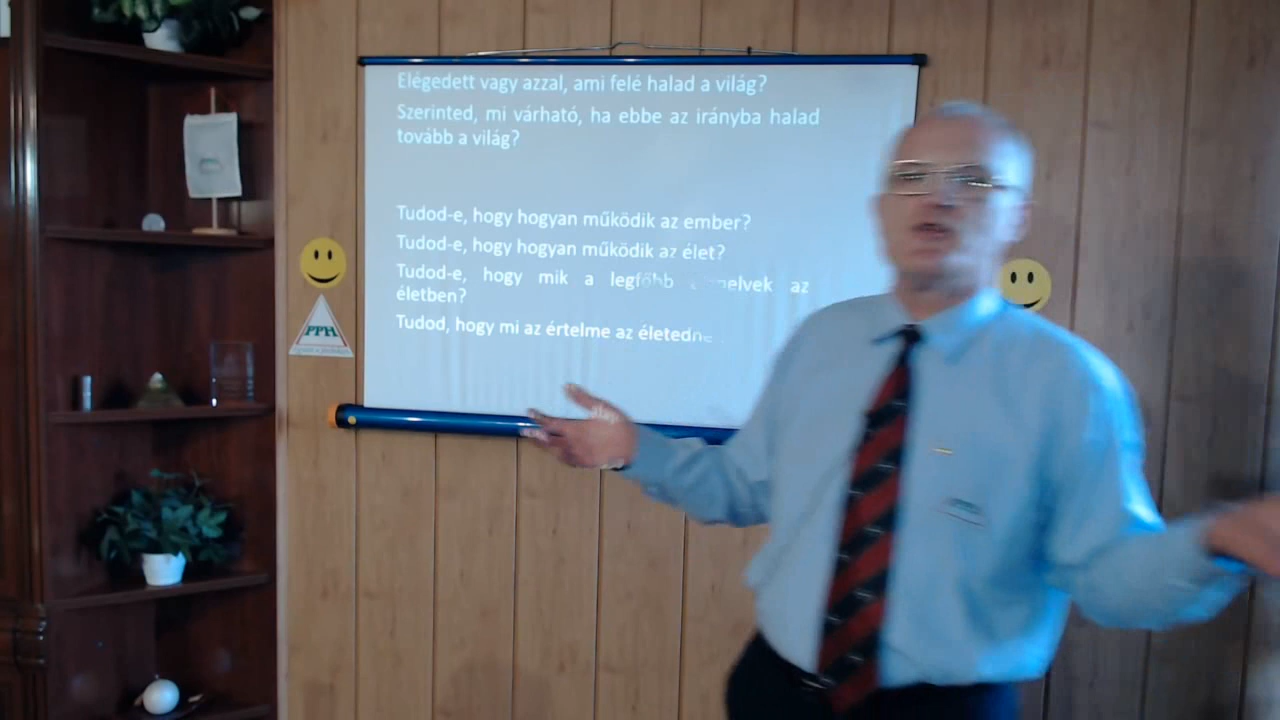 Elégedett vagy azzal, ami felé halad a világ?
Szerinted, mi várható, ha ebbe az irányba halad
tovább a világ?
Tudod-e, hogy hogyan működik az ember?
Tudod-e, hogy hogyan működik az élet?
Tudod-e, hogy mik a legfőbb az
életben?
Tudod, hogy mi az értelme az
PPH